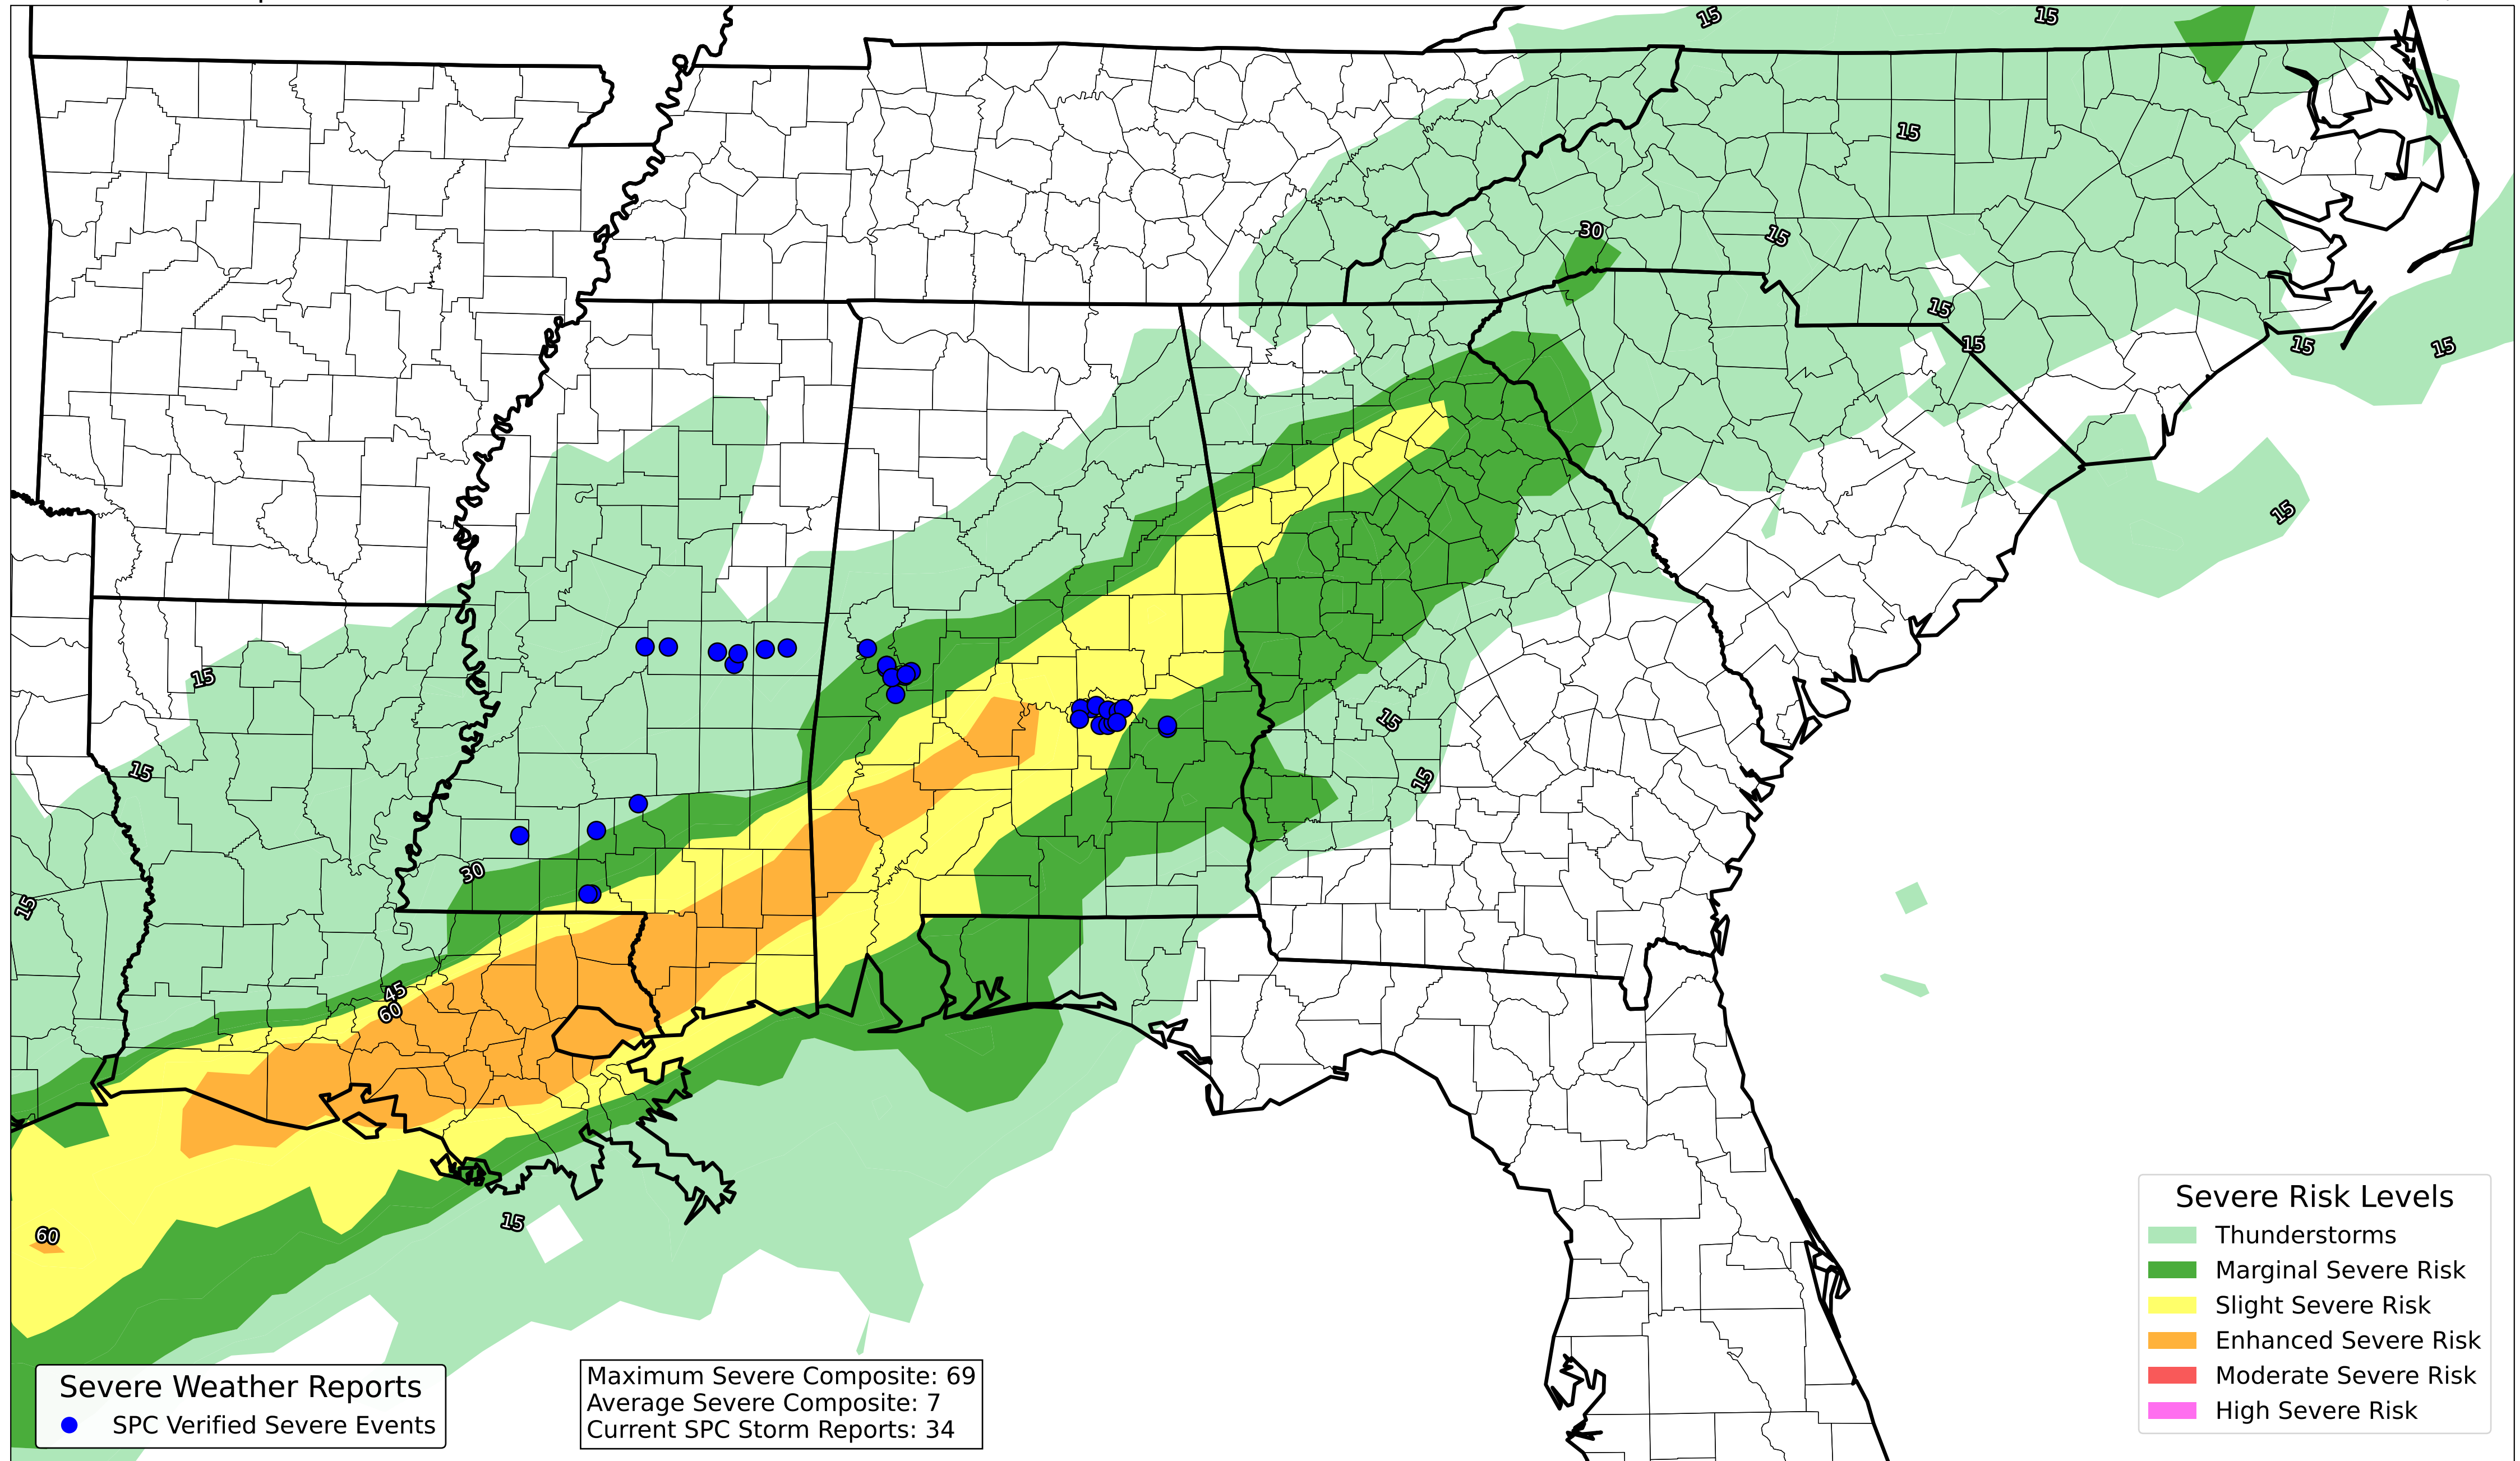 15
15
15
30
15
15
15
15
15
15
15
15
15
15
30
15
45
60
15
60
Severe Risk Levels
Thunderstorms
Marginal Severe Risk
Slight Severe Risk
Enhanced Severe Risk
Moderate Severe Risk
High Severe Risk
Severe Weather Reports
SPC Verified Severe Events
Maximum Severe Composite: 69
Average Severe Composite: 7
Current SPC Storm Reports: 34